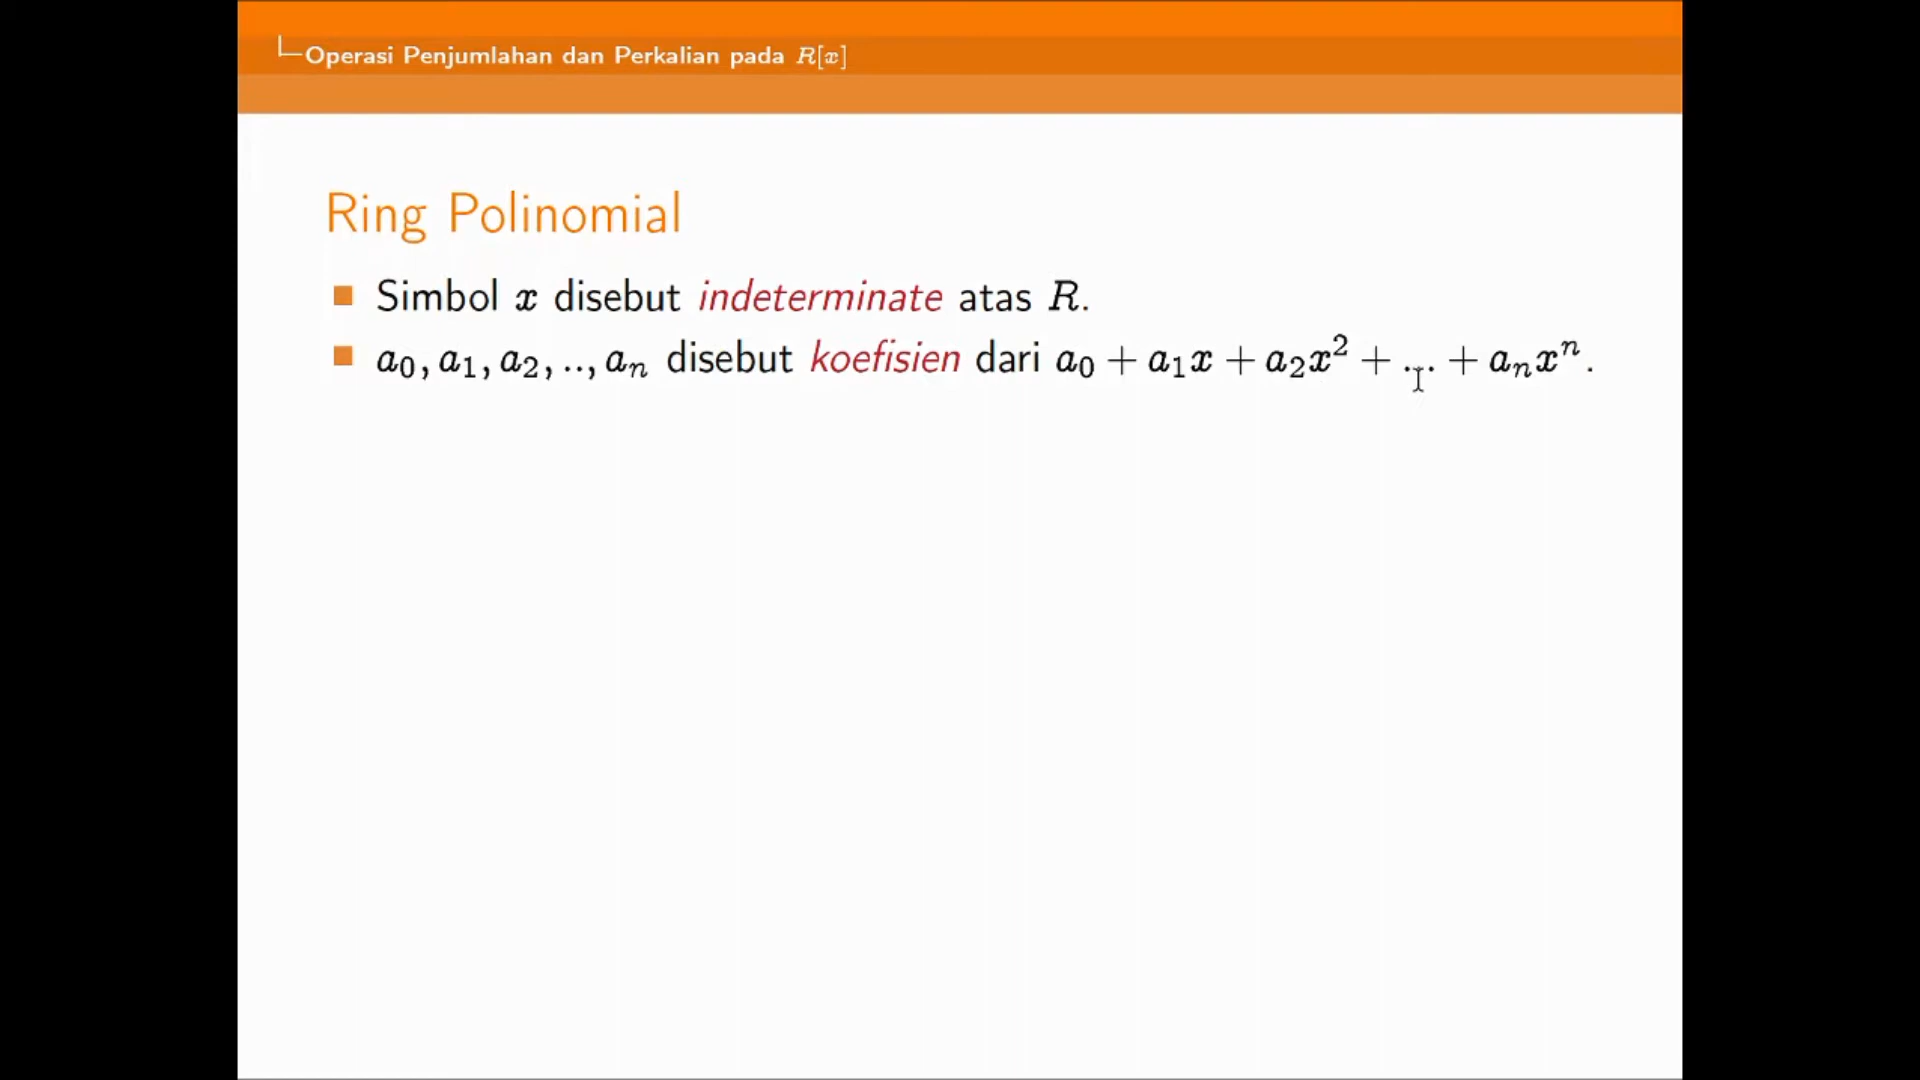 Operasi Penjumlahan dan Perkalian pada R[x]
Ring Polinomial
Simbol x disebut indeterminate atas R.
a₀, a₁, a₂, .., aₙ disebut koefisien dari a₀ + a₁x + a₂x² + ... + aₙxⁿ.